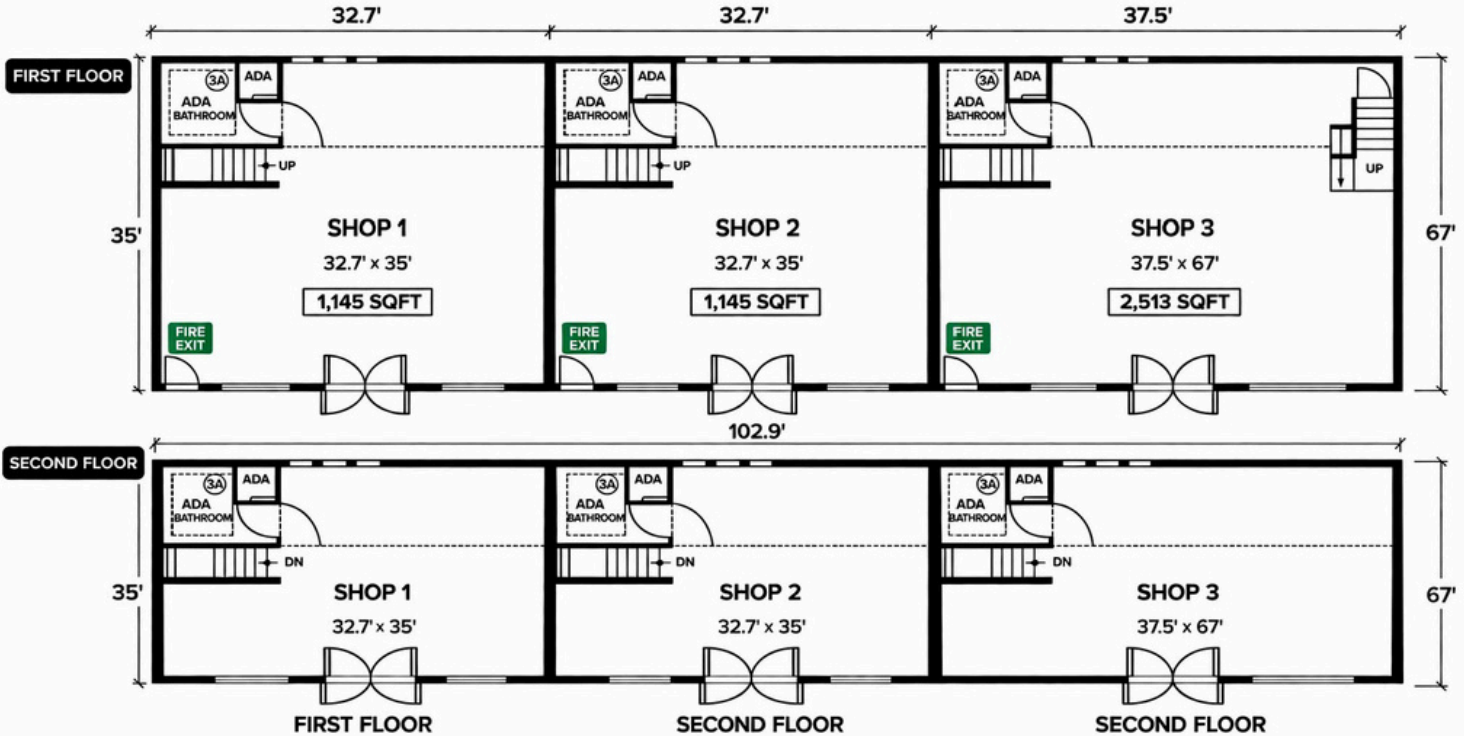 32.7' 32.7' 37.5'
FIRST FLOOR
3A ADA 3A ADA 3A ADA
ADA ADA ADA
BATHROOM BATHROOM BATHROOM
UP UP UP
SHOP 1 SHOP 2 SHOP 3
35' 67'
32.7' x 35' 32.7' x 35' 37.5' x 67'
1,145 SQFT 1,145 SQFT 2,513 SQFT
FIRE FIRE FIRE
EXIT EXIT EXIT
102.9'
SECOND FLOOR
3A ADA 3A ADA 3A ADA
ADA ADA ADA
BATHROOM BATHROOM BATHROOM
DN DN DN
35' SHOP 1 SHOP 2 SHOP 3 67'
32.7' x 35' 32.7' x 35' 37.5' x 67'
FIRST FLOOR SECOND FLOOR SECOND FLOOR